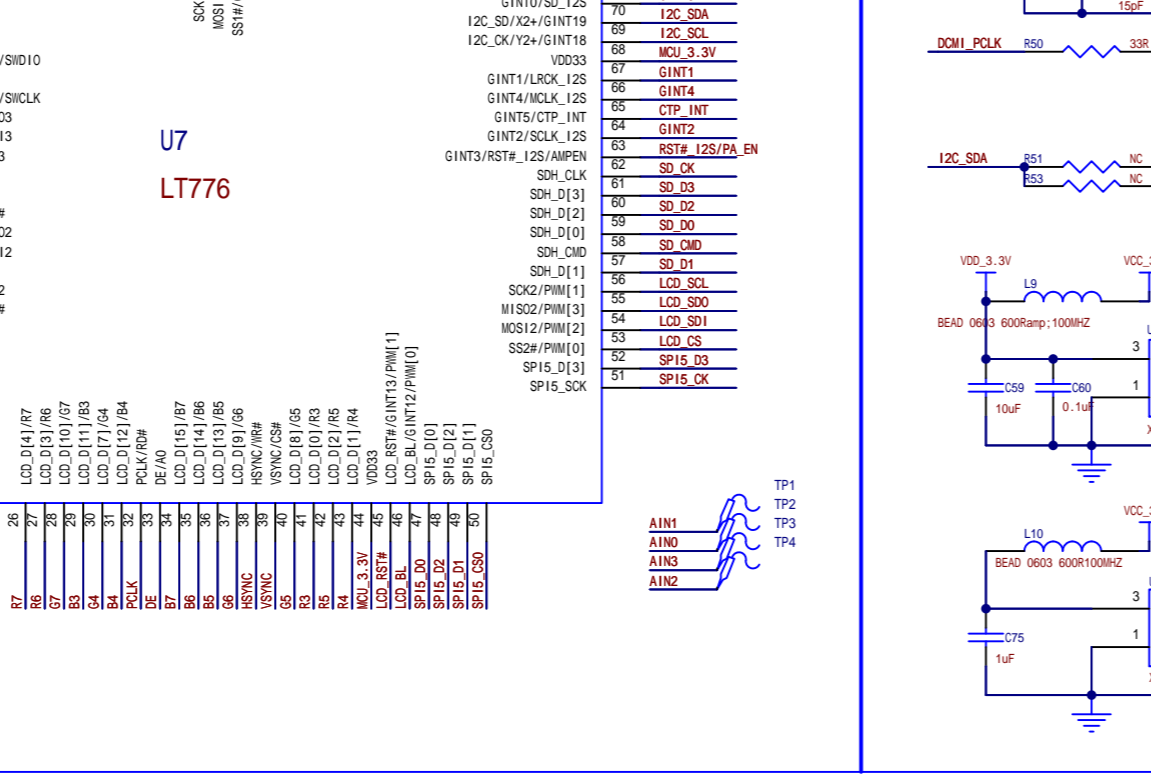 SCK
MOSI
SS1#/
GINT0/SD_I2S
I2C_SD/X2+/GINT19 70 I2C_SDA
I2C_CK/Y2+/GINT18 69 I2C_SCL
VDD33 68 MCU_3.3V
GINT1/LRCK_I2S 67 GINT1
GINT4/MCLK_I2S 66 GINT4
GINT5/CTP_INT 65 CTP_INT
GINT2/SCLK_I2S 64 GINT2
GINT3/RST#_I2S/AMPEN 63 RST#_I2S/PA_EN
SDH_CLK 62 SD_CK
SDH_D[3] 61 SD_D3
SDH_D[2] 60 SD_D2
SDH_D[0] 59 SD_D0
SDH_CMD 58 SD_CMD
SDH_D[1] 57 SD_D1
SCK2/PWM[1] 56 LCD_SCL
MISO2/PWM[3] 55 LCD_SDO
MOSI2/PWM[2] 54 LCD_SDI
SS2#/PWM[0] 53 LCD_CS
SPI5_D[3] 52 SPI5_D3
SPI5_SCK 51 SPI5_CK
/SWDIO
/SWCLK
03
I3
3
#
02
I2
2
#
U7
LT776
LCD_D[4]/R7
LCD_D[3]/R6
LCD_D[10]/G7
LCD_D[11]/B3
LCD_D[7]/G4
LCD_D[12]/B4
PCLK/RD#
DE/A0
LCD_D[15]/B7
LCD_D[14]/B6
LCD_D[13]/B5
LCD_D[9]/G6
HSYNC/WR#
VSYNC/CS#
LCD_D[8]/G5
LCD_D[0]/R3
LCD_D[2]/R5
LCD_D[1]/R4
VDD33
LCD_RST#/GINT13/PWM[1]
LCD_BL/GINT12/PWM[0]
SPI5_D[0]
SPI5_D[2]
SPI5_D[1]
SPI5_CS0
26 27 28 29 30 31 32 33 34 35 36 37 38 39 40 41 42 43 44 45 46 47 48 49 50
R7
R6
G7
B3
G4
B4
PCLK
DE
B7
B6
B5
G6
HSYNC
VSYNC
G5
R3
R5
R4
MCU_3.3V
LCD_RST#
LCD_BL
SPI5_D0
SPI5_D2
SPI5_D1
SPI5_CS0
TP1
TP2
TP3
TP4
AIN1
AIN0
AIN3
AIN2
15pF
DCMI_PCLK R50 33R
I2C_SDA R51 NC
R53 NC
VDD_3.3V VCC_
L9
BEAD 0603 600Ramp;100MHZ
3
C59 C60 1
10uF 0.1uF
VCC_
L10
BEAD 0603 600R100MHZ
3
C75 1
1uF